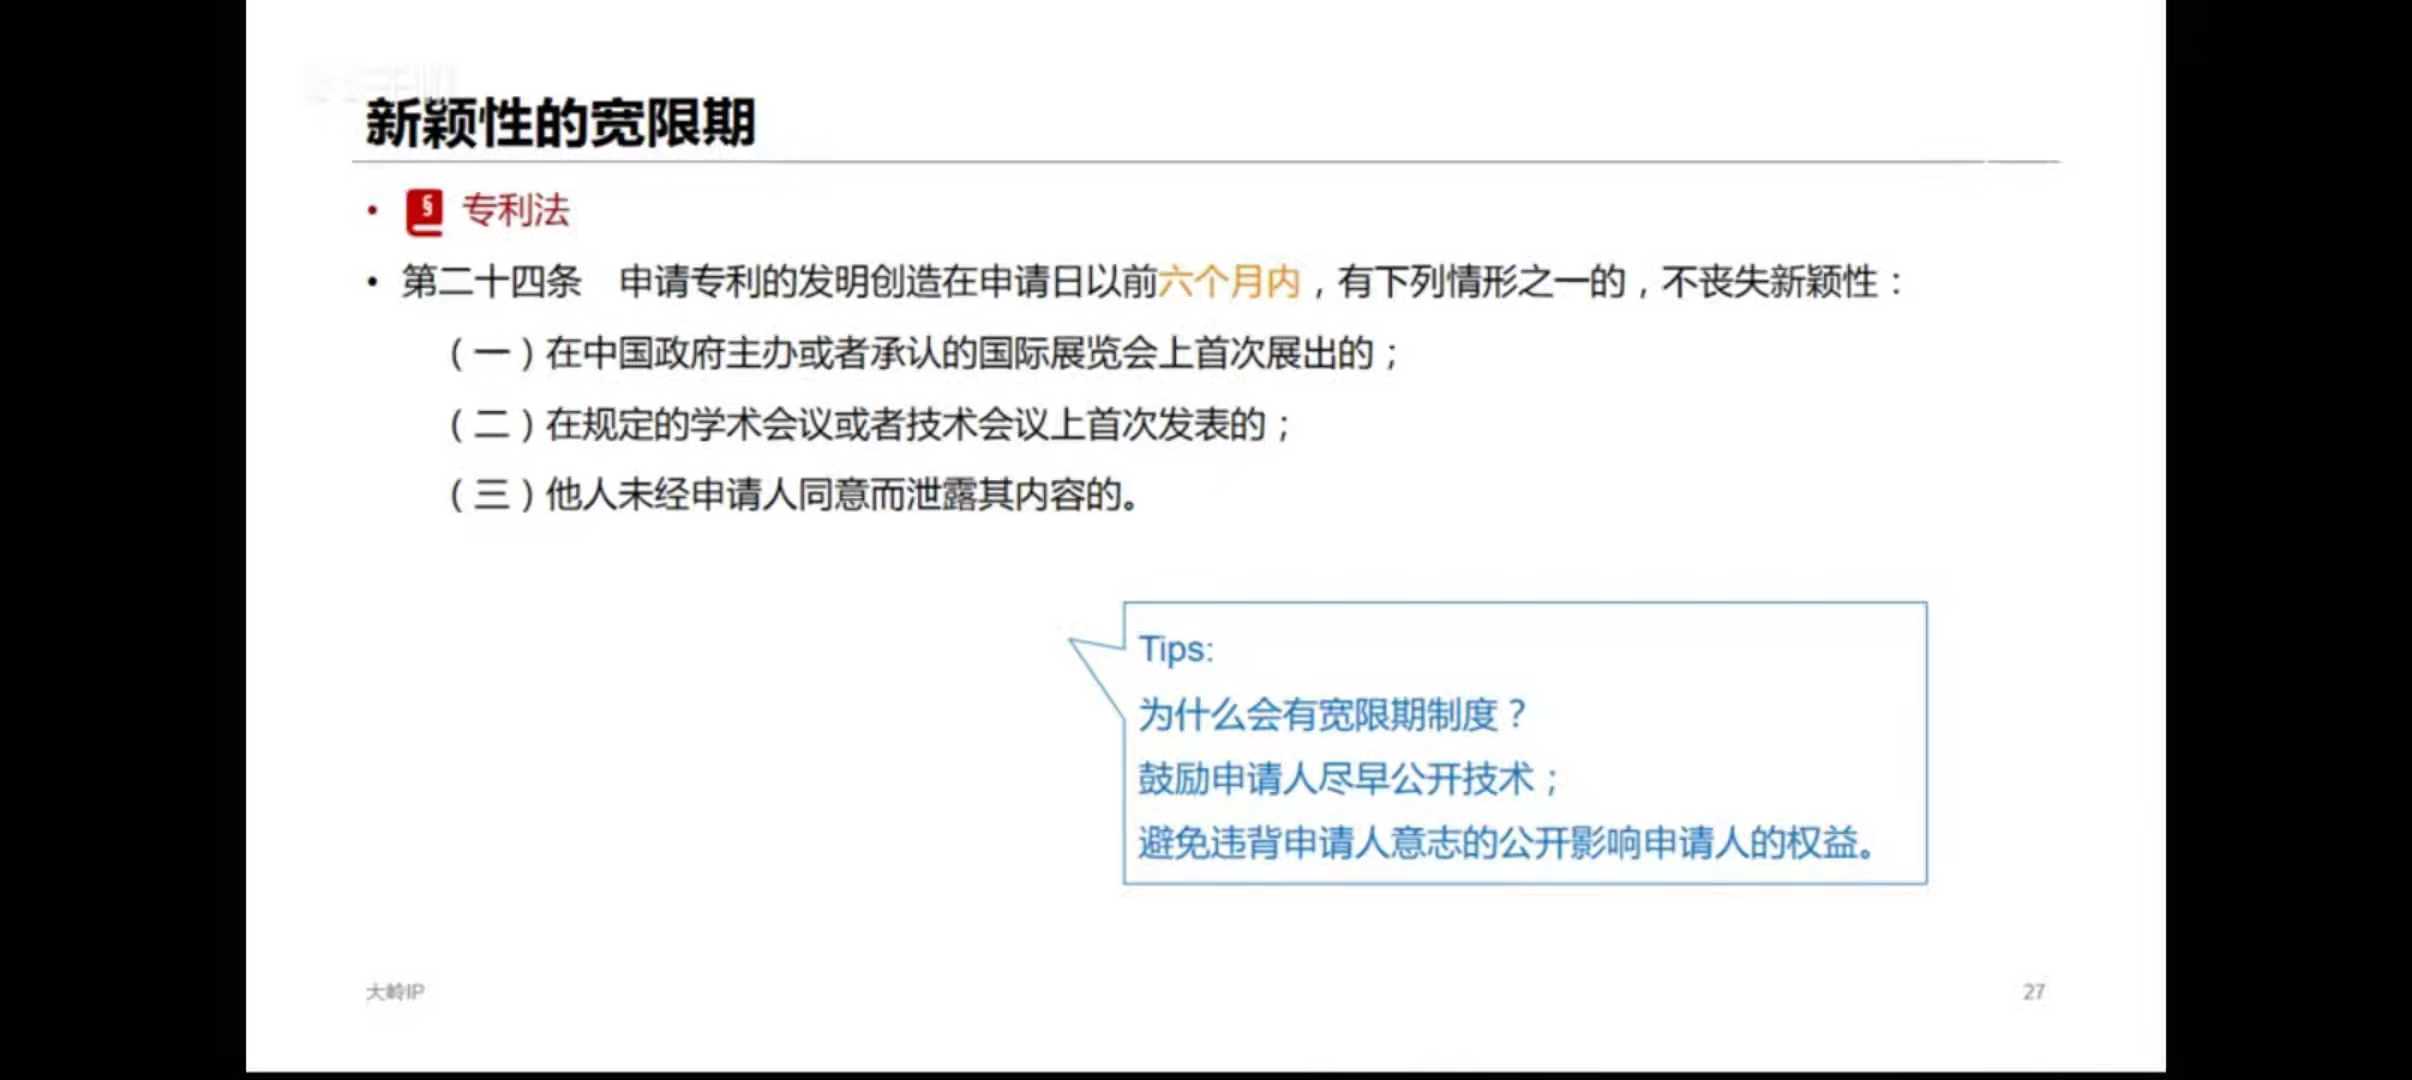 新颖性的宽限期
• § 专利法
• 第二十四条 申请专利的发明创造在申请日以前六个月内，有下列情形之一的，不丧失新颖性：
（一）在中国政府主办或者承认的国际展览会上首次展出的；
（二）在规定的学术会议或者技术会议上首次发表的；
（三）他人未经申请人同意而泄露其内容的。
Tips:
为什么会有宽限期制度？
鼓励申请人尽早公开技术；
避免违背申请人意志的公开影响申请人的权益。
大岭IP
27